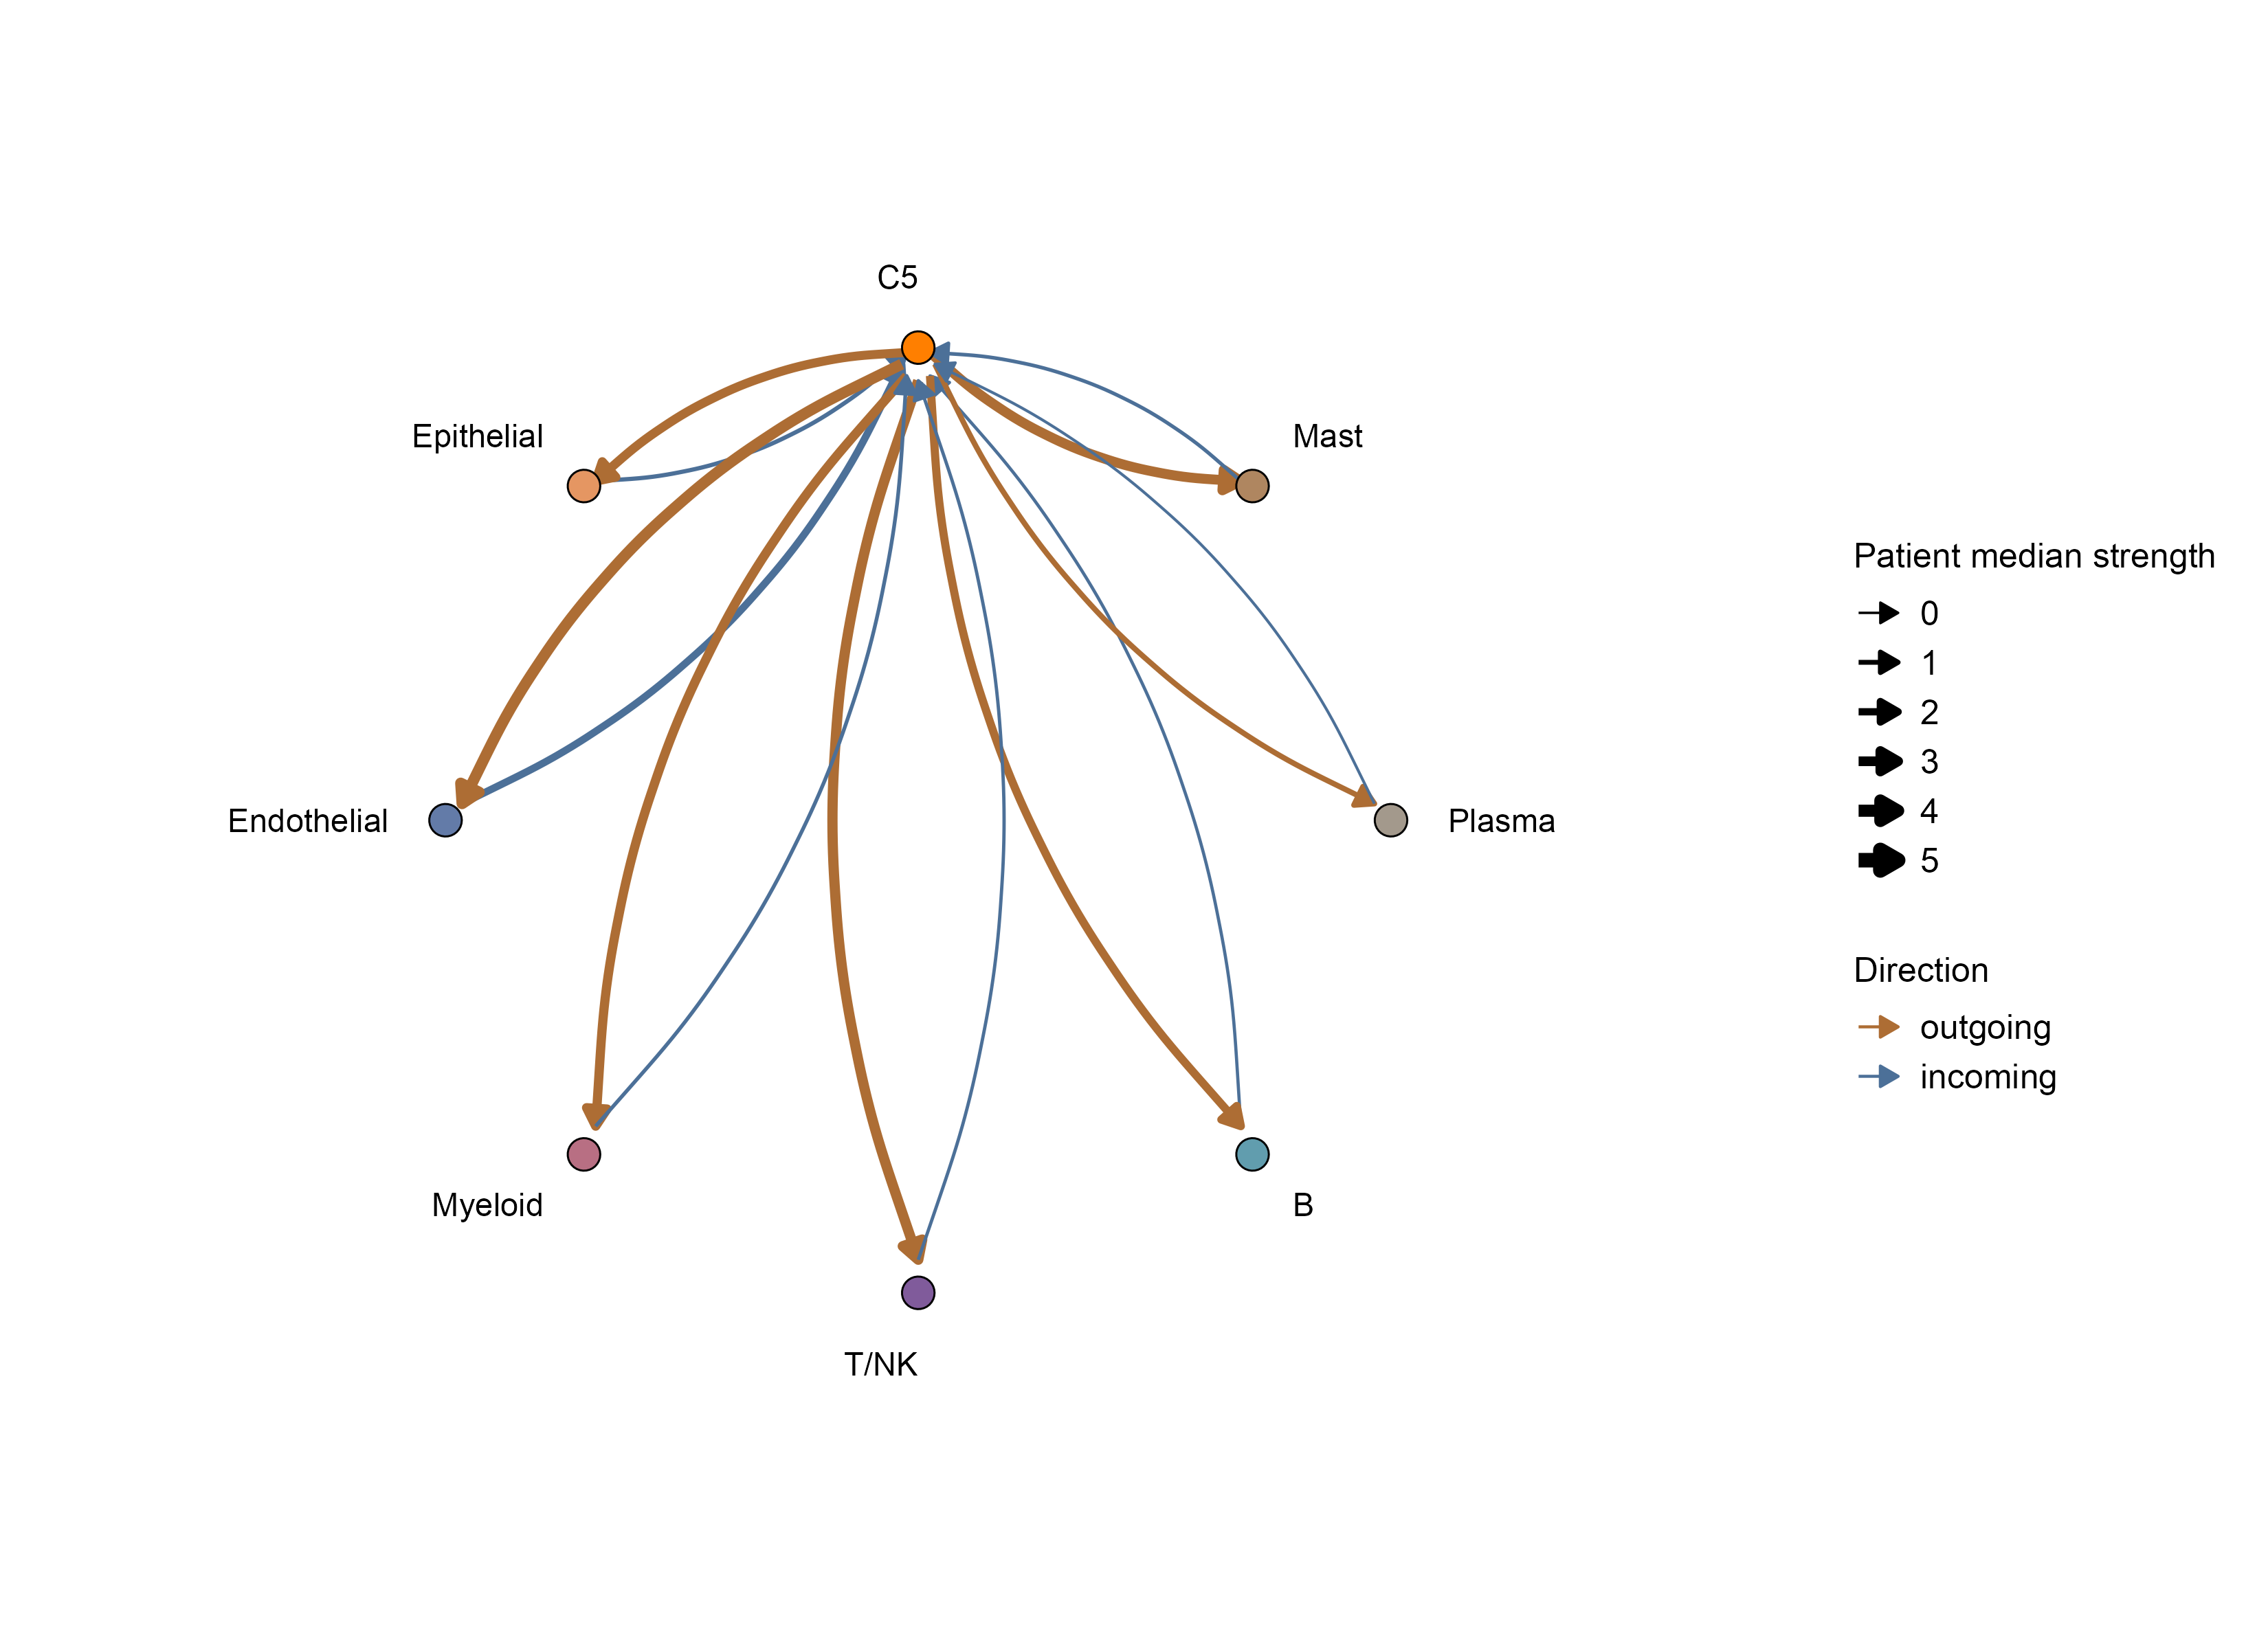 C5
Epithelial
Mast
Endothelial
Plasma
Myeloid
B
T/NK
Patient median strength
0
1
2
3
4
5
Direction
outgoing
incoming